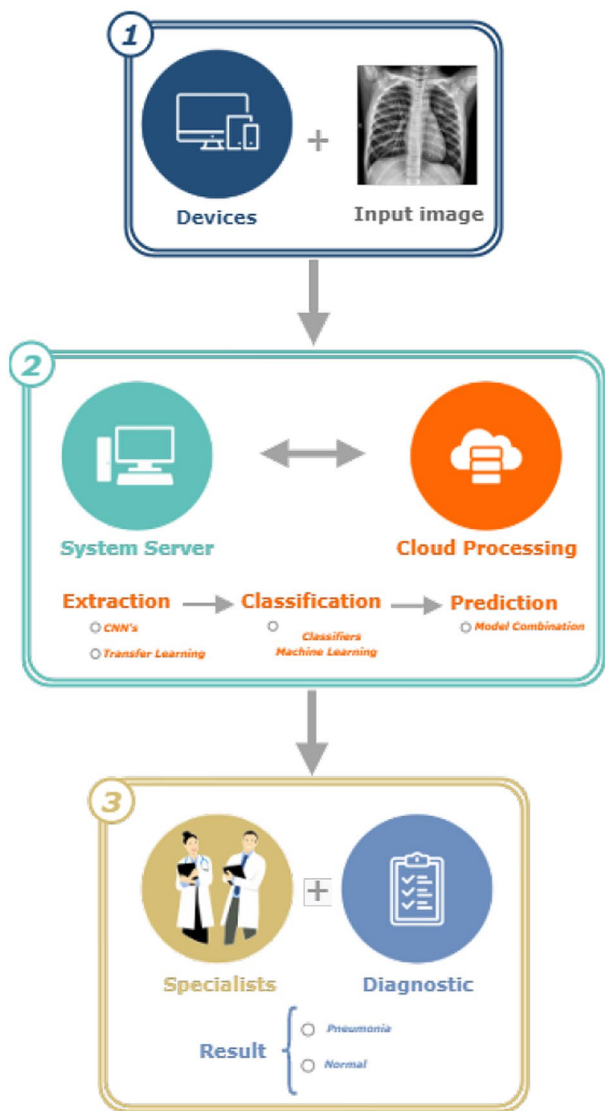 1
Devices
+
Input image
2
System Server
Cloud Processing
Extraction
Classification
Prediction
CNN's
Transfer Learning
Classifiers
Machine Learning
Model Combination
3
+
Specialists
Diagnostic
Result
Pneumonia
Normal